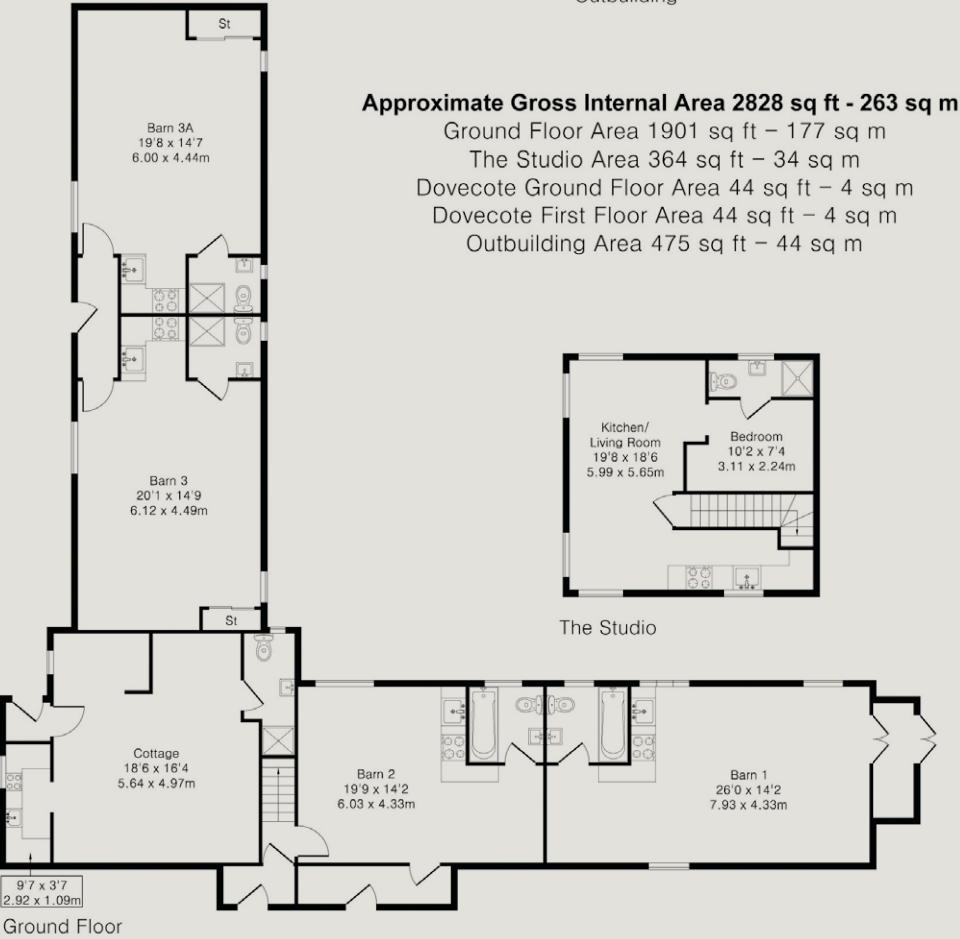 Outbuilding
St
Barn 3A
19'8 x 14'7
6.00 x 4.44m
Approximate Gross Internal Area 2828 sq ft - 263 sq m
Ground Floor Area 1901 sq ft – 177 sq m
The Studio Area 364 sq ft – 34 sq m
Dovecote Ground Floor Area 44 sq ft – 4 sq m
Dovecote First Floor Area 44 sq ft – 4 sq m
Outbuilding Area 475 sq ft – 44 sq m
Barn 3
20'1 x 14'9
6.12 x 4.49m
St
Kitchen/
Living Room
19'8 x 18'6
5.99 x 5.65m
Bedroom
10'2 x 7'4
3.11 x 2.24m
The Studio
Cottage
18'6 x 16'4
5.64 x 4.97m
Barn 2
19'9 x 14'2
6.03 x 4.33m
Barn 1
26'0 x 14'2
7.93 x 4.33m
9'7 x 3'7
2.92 x 1.09m
Ground Floor